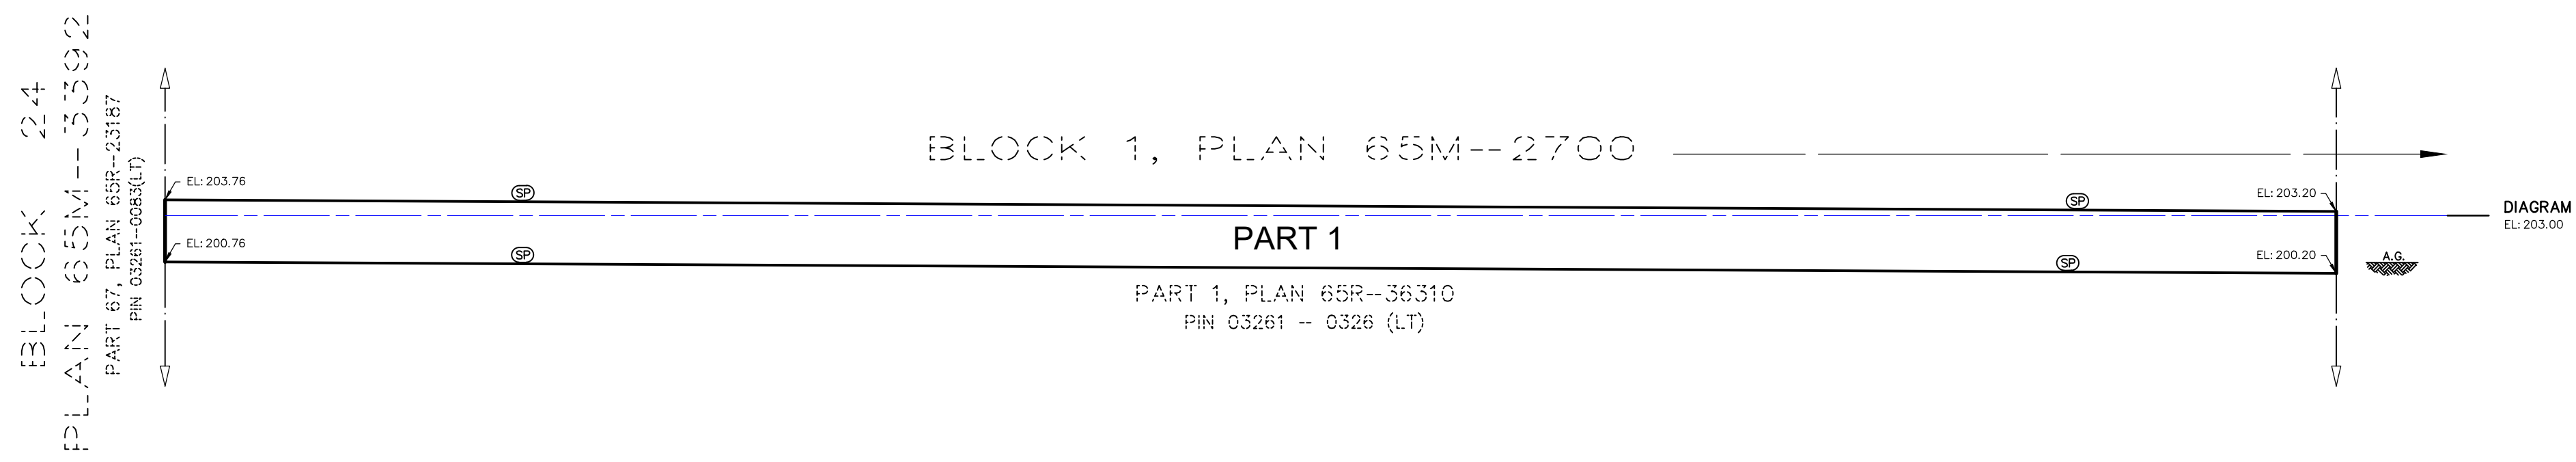 BLOCK 24
PLAN 65M--3392
PART 67, PLAN 65R--23187
PIN 03261--0083(LT)
BLOCK 1, PLAN 65M--2700
EL: 203.76
SP
SP
EL: 203.20
DIAGRAM
EL: 203.00
PART 1
EL: 200.76
SP
SP
EL: 200.20
A.G.
PART 1, PLAN 65R--36310
PIN 03261 -- 0326 (LT)